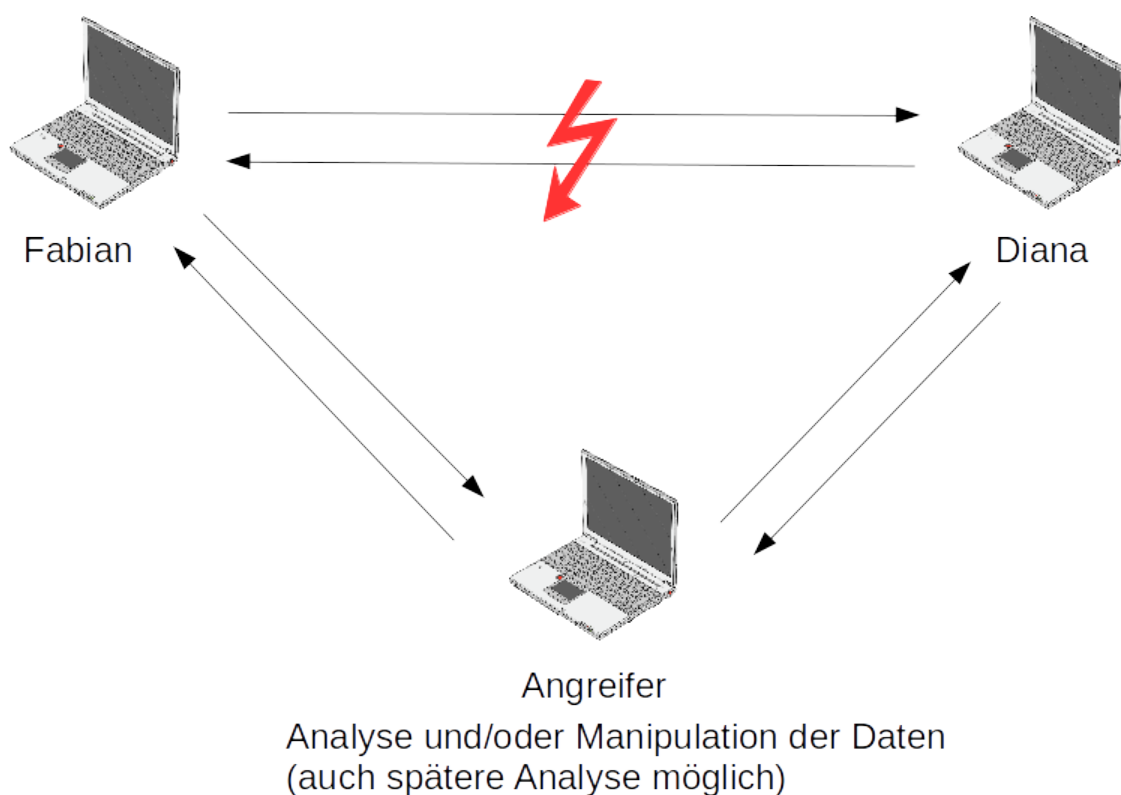 Fabian
Diana
Angreifer
Analyse und/oder Manipulation der Daten
(auch spätere Analyse möglich)